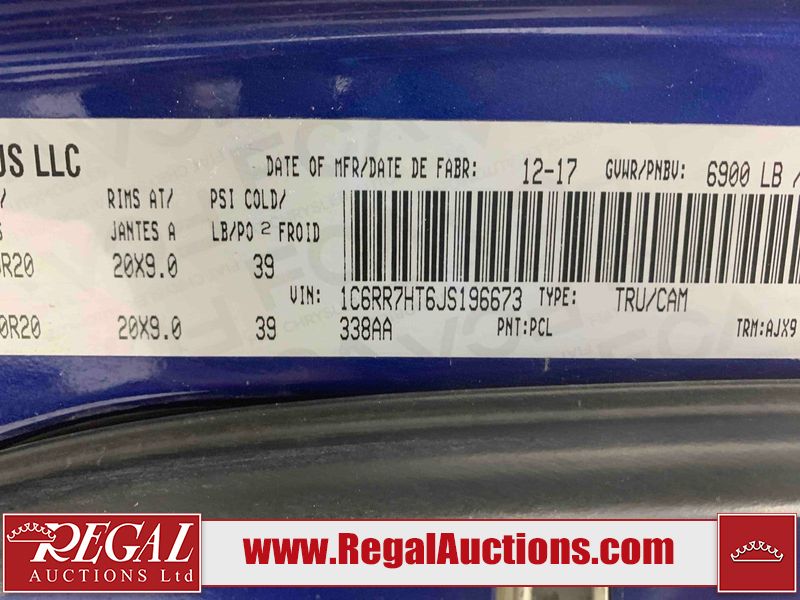 US LLC
DATE OF MFR/DATE DE FABR: 12-17 GVWR/PNBV: 6900 LB /
/ RIMS AT/ PSI COLD/
S JANTES A LB/PO 2 FROID
R20 20X9.0 39
VIN: 1C6RR7HT6JS196673 TYPE: TRU/CAM
0R20 20X9.0 39 338AA PNT:PCL TRM:AJX9
REGAL
AUCTIONS Ltd
www.RegalAuctions.com